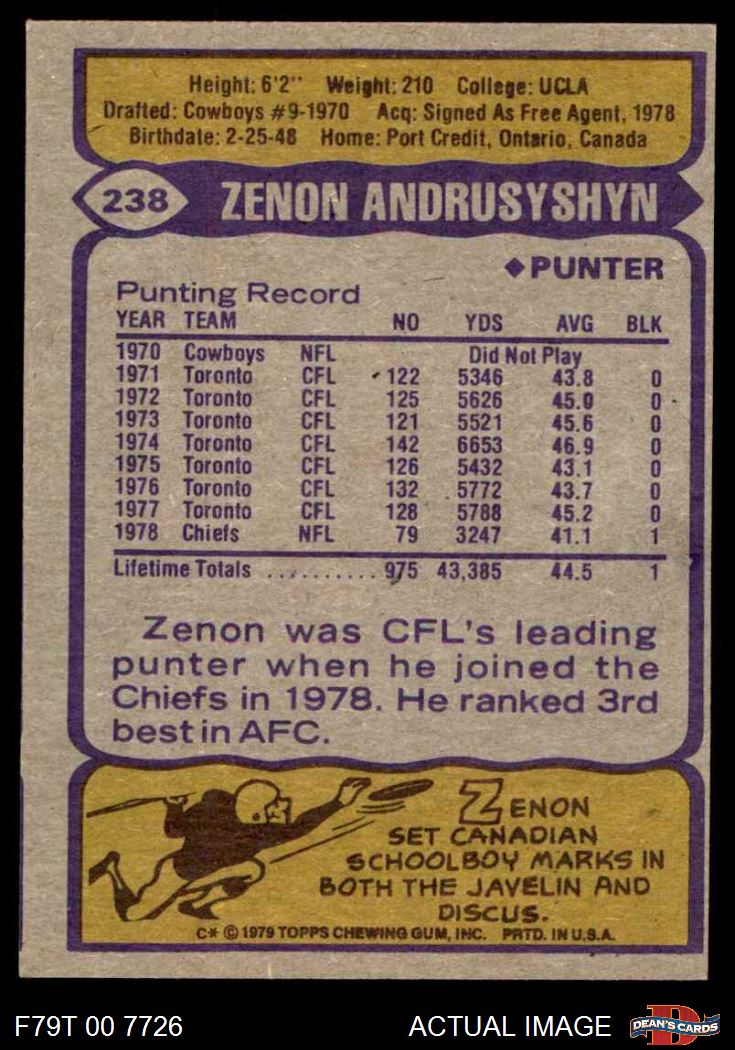 Height: 6'2" Weight: 210 College: UCLA
Drafted: Cowboys #9-1970 Acq: Signed As Free Agent, 1978
Birthdate: 2-25-48 Home: Port Credit, Ontario, Canada
238 ZENON ANDRUSYSHYN
◆PUNTER
Punting Record
YEAR TEAM NO YDS AVG BLK
1970 Cowboys NFL Did Not Play
1971 Toronto CFL 122 5346 43.8 0
1972 Toronto CFL 125 5626 45.0 0
1973 Toronto CFL 121 5521 45.6 0
1974 Toronto CFL 142 6653 46.9 0
1975 Toronto CFL 126 5432 43.1 0
1976 Toronto CFL 132 5772 43.7 0
1977 Toronto CFL 128 5788 45.2 0
1978 Chiefs NFL 79 3247 41.1 1
Lifetime Totals .......... 975 43,385 44.5 1
Zenon was CFL's leading
punter when he joined the
Chiefs in 1978. He ranked 3rd
best in AFC.
ZENON
SET CANADIAN
SCHOOLBOY MARKS IN
BOTH THE JAVELIN AND
DISCUS.
C* © 1979 TOPPS CHEWING GUM, INC. PRTD. IN U.S.A.
F79T 00 7726 ACTUAL IMAGE D DEAN'S CARDS